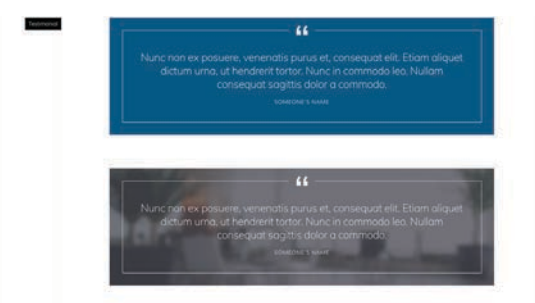 Testimonial
“
Nunc non ex posuere, venenatis purus et, consequat elit. Etiam aliquet
dictum urna, ut hendrerit tortor. Nunc in commodo leo. Nullam
consequat sagittis dolor a commodo.
SOMEONE'S NAME
“
Nunc non ex posuere, venenatis purus et, consequat elit. Etiam aliquet
dictum urna, ut hendrerit tortor. Nunc in commodo leo. Nullam
consequat sagittis dolor a commodo.
SOMEONE'S NAME